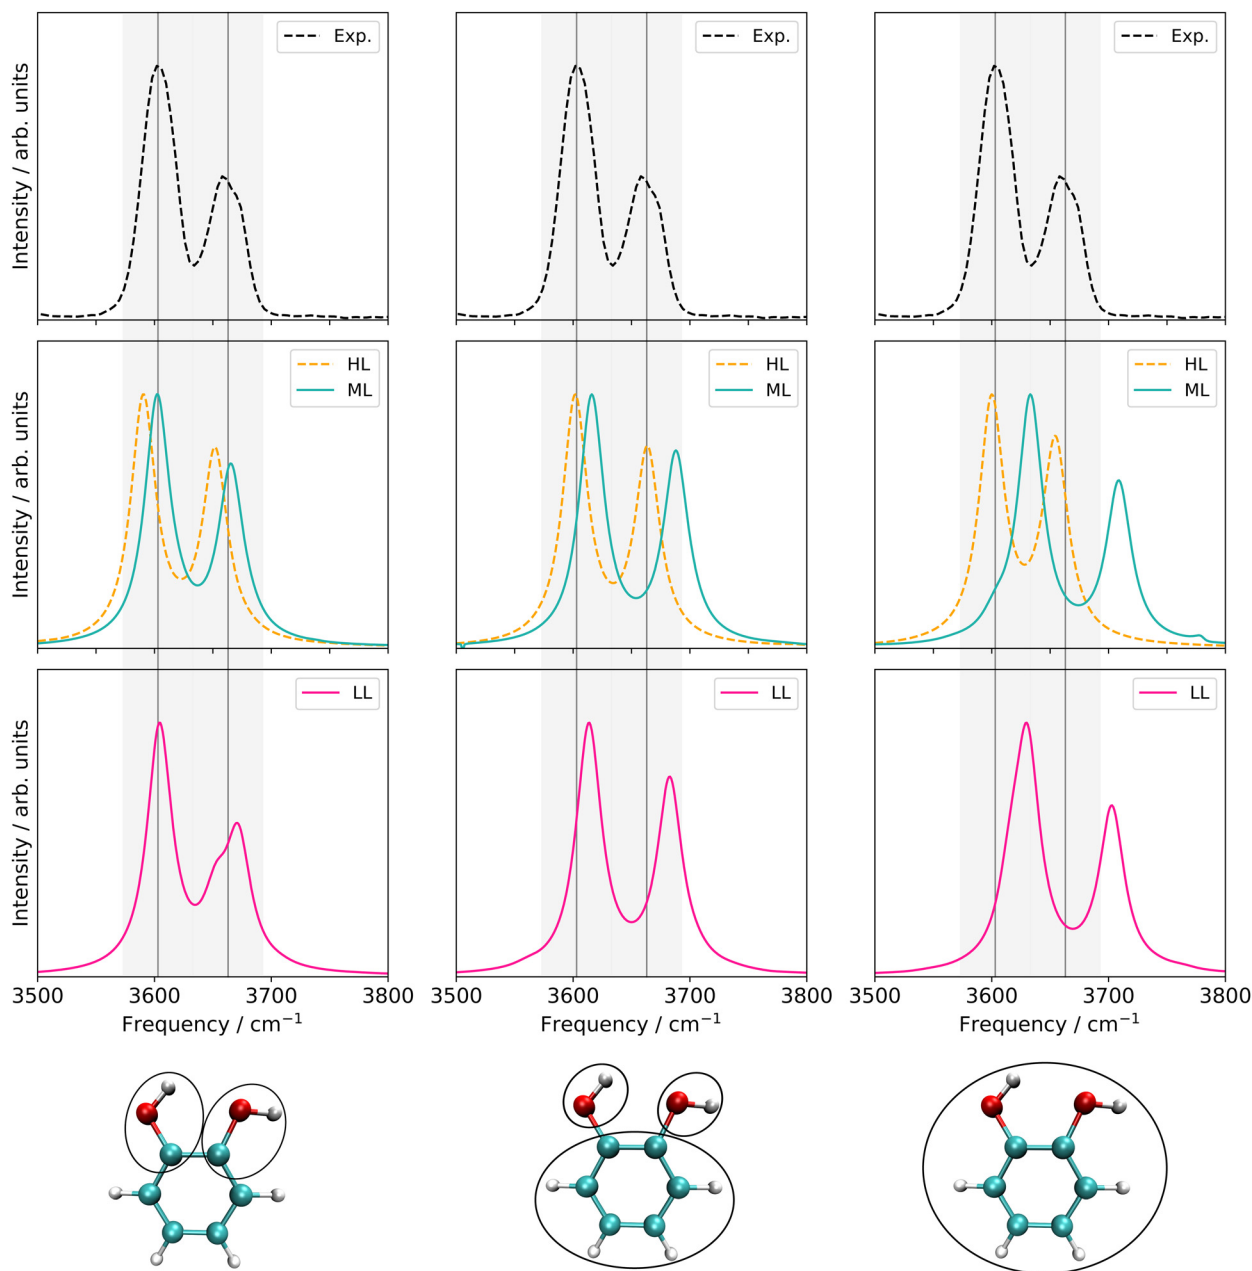 Exp.
Exp.
Exp.
Intensity / arb. units
HL
ML
HL
ML
HL
ML
Intensity / arb. units
LL
LL
LL
Intensity / arb. units
3500 3600 3700 3800 3500 3600 3700 3800 3500 3600 3700 3800
Frequency / cm⁻¹ Frequency / cm⁻¹ Frequency / cm⁻¹